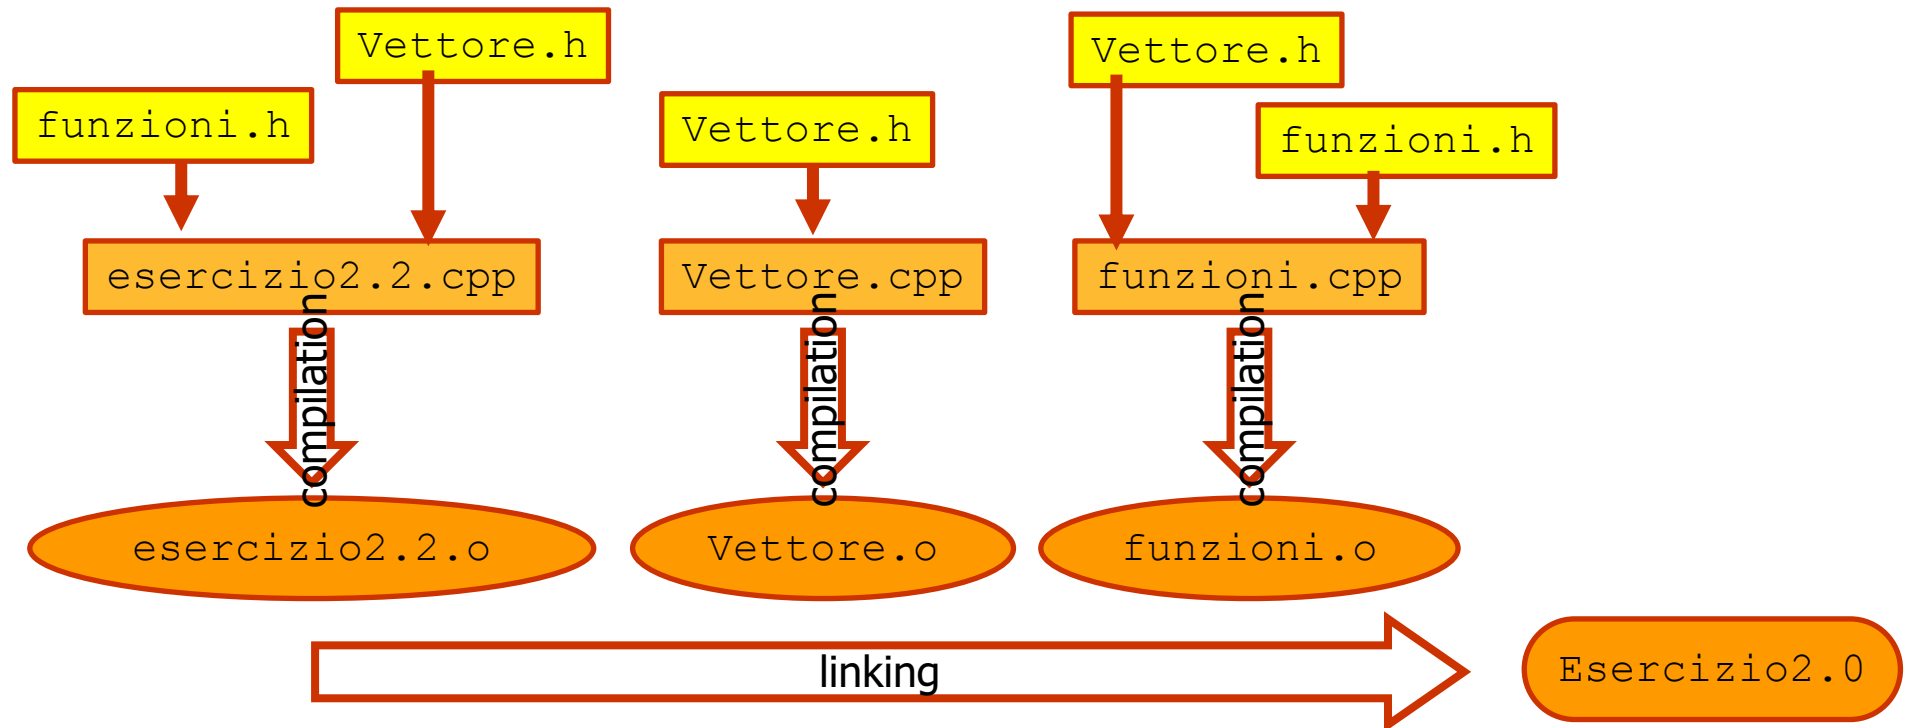 Vettore.h
Vettore.h
funzioni.h
Vettore.h
funzioni.h
esercizio2.2.cpp
Vettore.cpp
funzioni.cpp
compilation
compilation
compilation
esercizio2.2.o
Vettore.o
funzioni.o
linking
Esercizio2.0